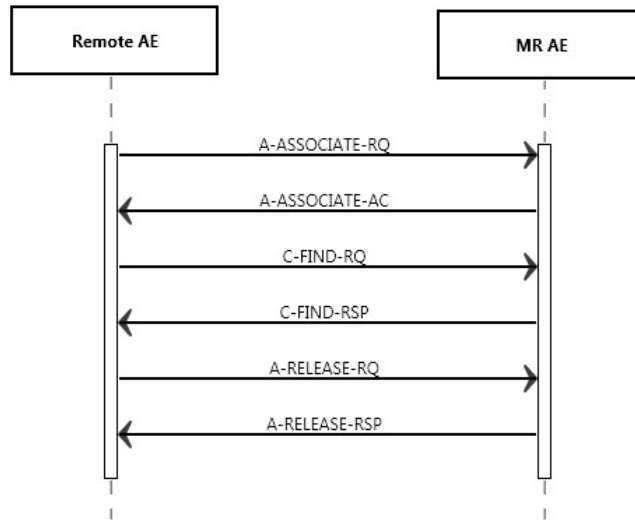 Remote AE
MR AE
A-ASSOCIATE-RQ
A-ASSOCIATE-AC
C-FIND-RQ
C-FIND-RSP
A-RELEASE-RQ
A-RELEASE-RSP